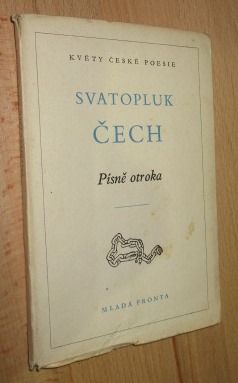 KVĚTY ČESKÉ POESIE
SVATOPLUK
ČECH
Písně otroka
MLADÁ FRONTA